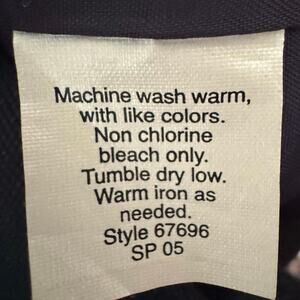 Machine wash warm,
with like colors.
Non chlorine
bleach only.
Tumble dry low.
Warm iron as
needed.
Style 67696
SP 05